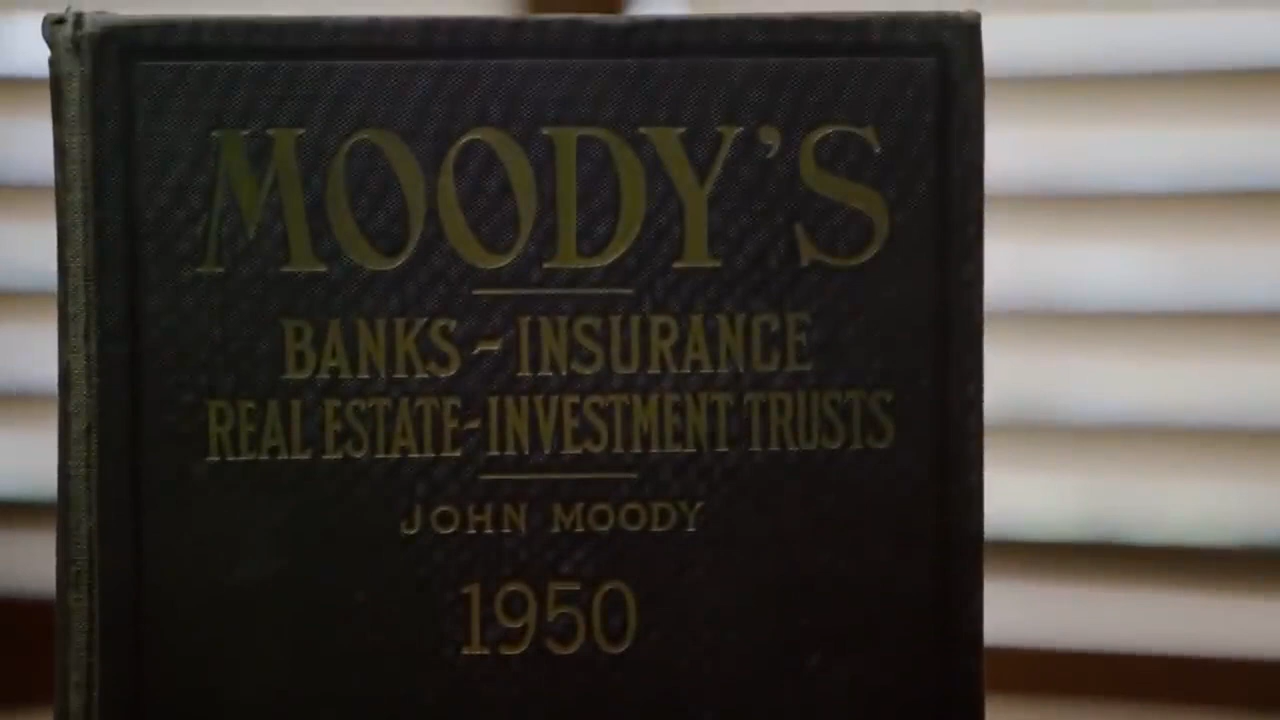 MOODY'S
BANKS - INSURANCE
REAL ESTATE - INVESTMENT TRUSTS
JOHN MOODY
1950